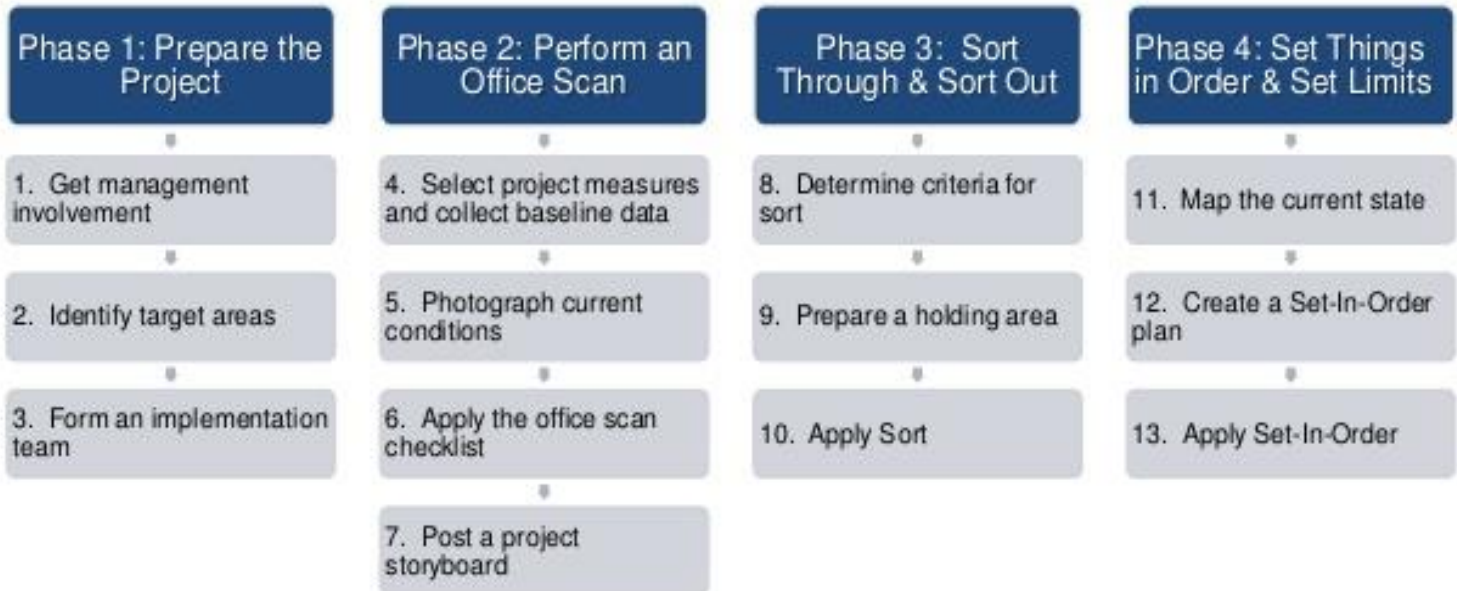 Phase 1: Prepare the
Project
1. Get management
involvement
2. Identify target areas
3. Form an implementation
team
Phase 2: Perform an
Office Scan
4. Select project measures
and collect baseline data
5. Photograph current
conditions
6. Apply the office scan
checklist
7. Post a project
storyboard
Phase 3: Sort
Through & Sort Out
8. Determine criteria for
sort
9. Prepare a holding area
10. Apply Sort
Phase 4: Set Things
in Order & Set Limits
11. Map the current state
12. Create a Set-In-Order
plan
13. Apply Set-In-Order